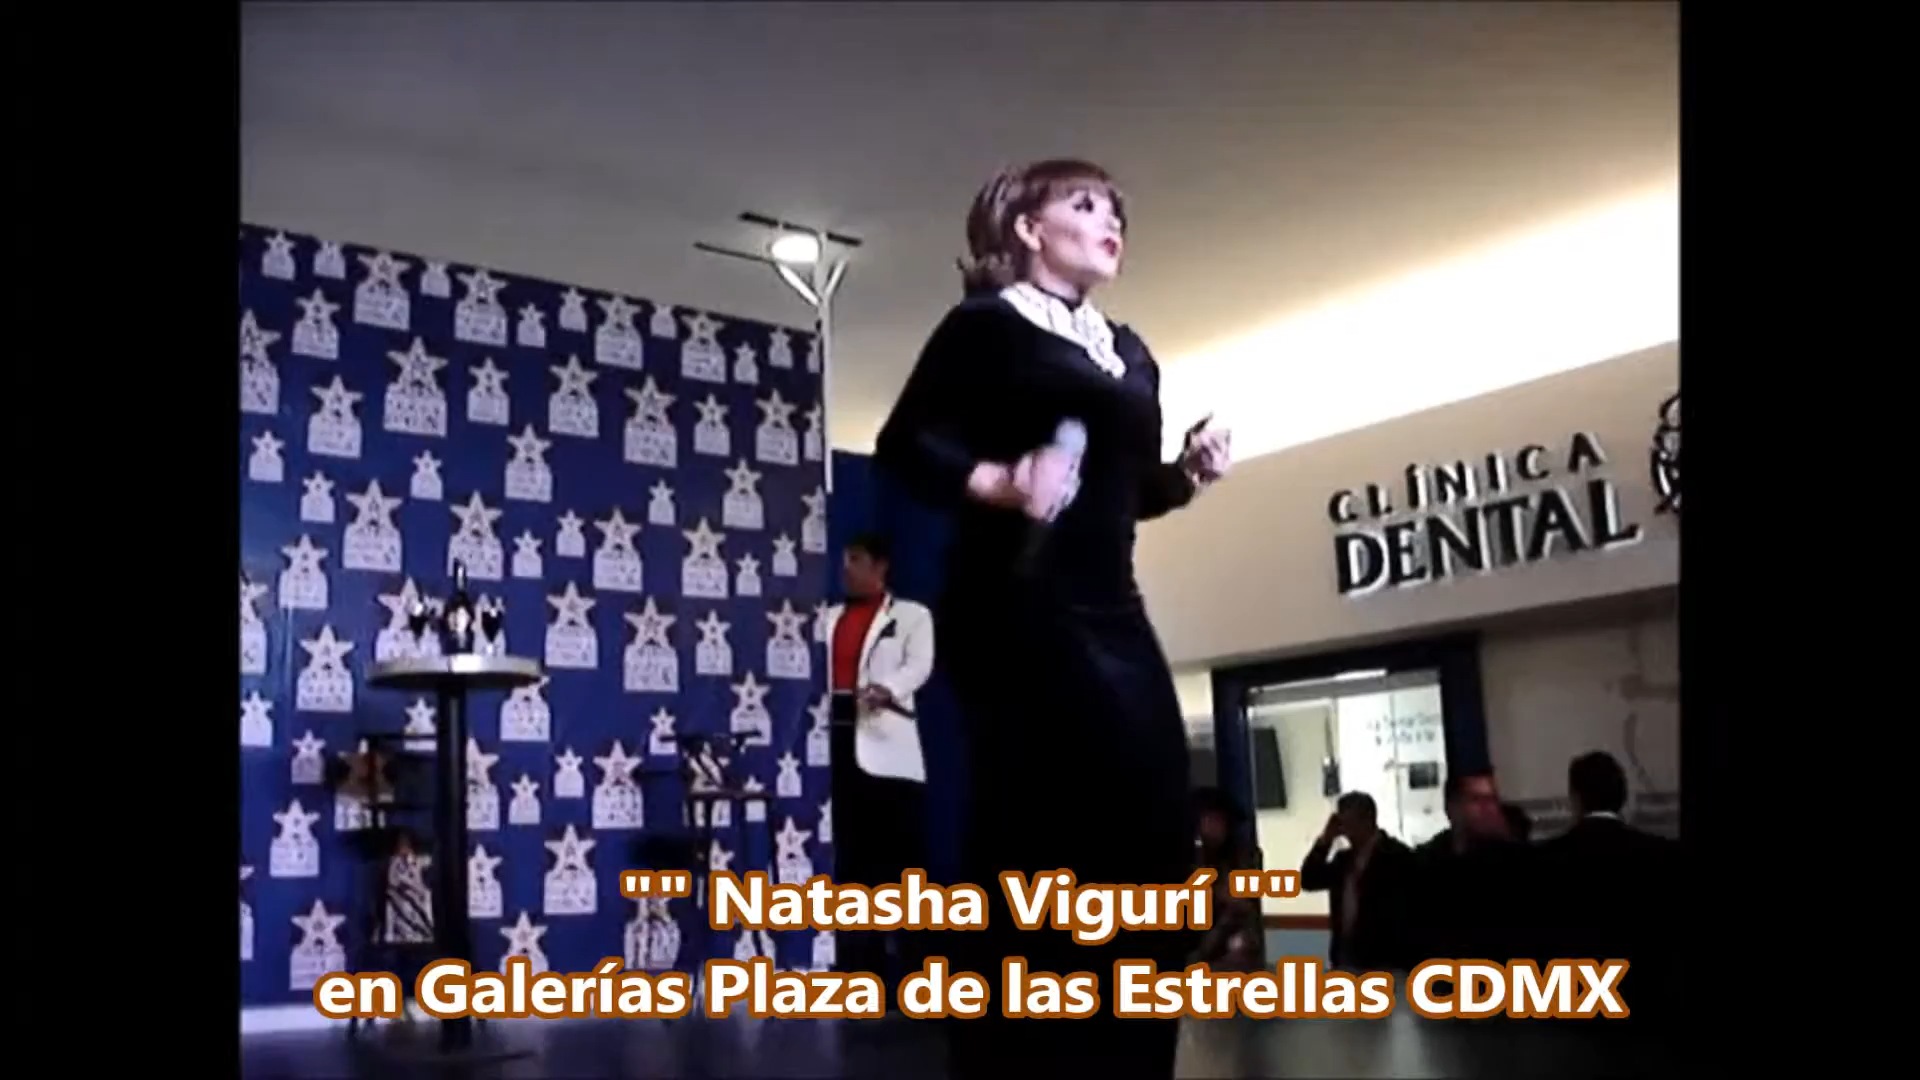 CLÍNICA
DENTAL
"" Natasha Vigurí ""
en Galerías Plaza de las Estrellas CDMX